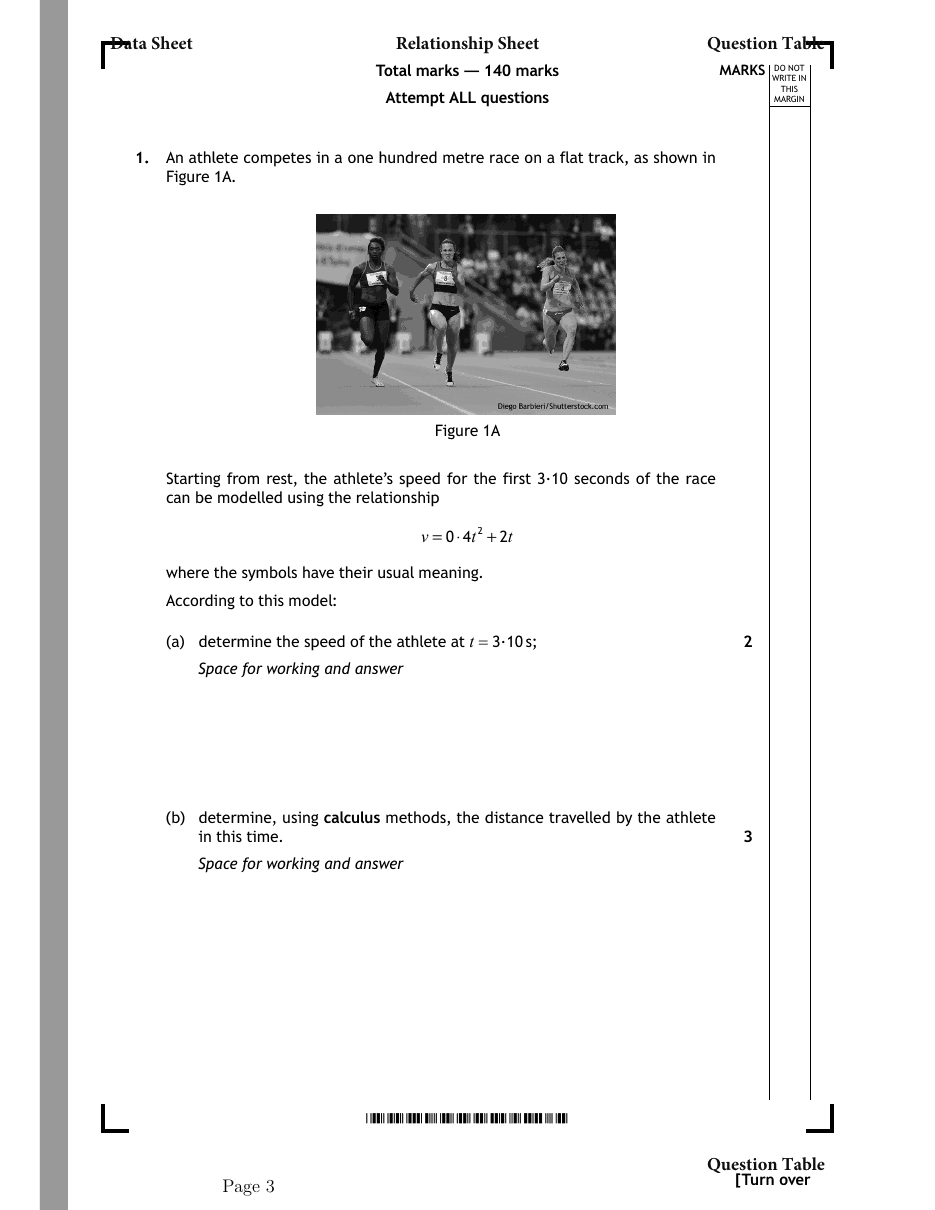 Data Sheet Relationship Sheet Question Table
Total marks — 140 marks
MARKS
DO NOT
WRITE IN
THIS
MARGIN
Attempt ALL questions
1. An athlete competes in a one hundred metre race on a flat track, as shown in
Figure 1A.
Diego Barbieri/Shutterstock.com
Figure 1A
Starting from rest, the athlete's speed for the first 3·10 seconds of the race
can be modelled using the relationship
v = 0·4t² + 2t
where the symbols have their usual meaning.
According to this model:
(a) determine the speed of the athlete at t = 3·10 s; 2
Space for working and answer
(b) determine, using calculus methods, the distance travelled by the athlete
in this time. 3
Space for working and answer
Question Table
[Turn over
Page 3